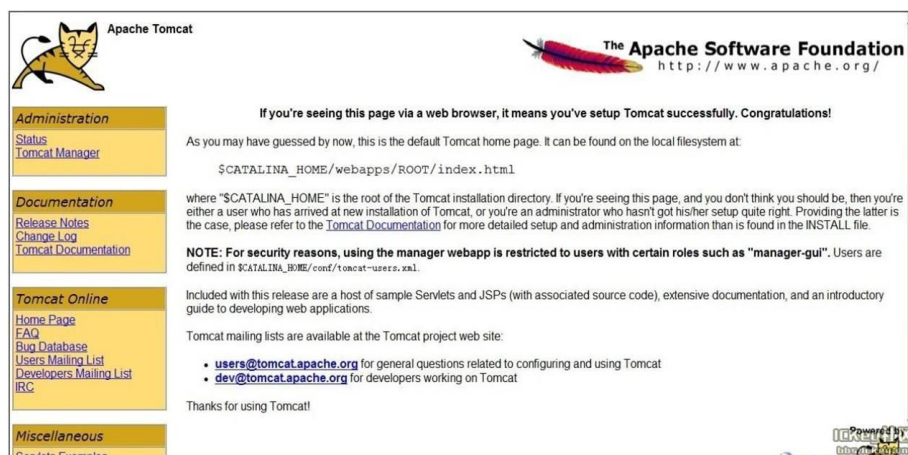 Apache Tomcat
The Apache Software Foundation
http://www.apache.org/
Administration
Status
Tomcat Manager
Documentation
Release Notes
Change Log
Tomcat Documentation
Tomcat Online
Home Page
FAQ
Bug Database
Users Mailing List
Developers Mailing List
IRC
Miscellaneous
Servlets Examples
If you're seeing this page via a web browser, it means you've setup Tomcat successfully. Congratulations!
As you may have guessed by now, this is the default Tomcat home page. It can be found on the local filesystem at:
$CATALINA_HOME/webapps/ROOT/index.html
where "$CATALINA_HOME" is the root of the Tomcat installation directory. If you're seeing this page, and you don't think you should be, then you're
either a user who has arrived at new installation of Tomcat, or you're an administrator who hasn't got his/her setup quite right. Providing the latter is
the case, please refer to the Tomcat Documentation for more detailed setup and administration information than is found in the INSTALL file.
NOTE: For security reasons, using the manager webapp is restricted to users with certain roles such as "manager-gui". Users are
defined in $CATALINA_HOME/conf/tomcat-users.xml.
Included with this release are a host of sample Servlets and JSPs (with associated source code), extensive documentation, and an introductory
guide to developing web applications.
Tomcat mailing lists are available at the Tomcat project web site:
• users@tomcat.apache.org for general questions related to configuring and using Tomcat
• dev@tomcat.apache.org for developers working on Tomcat
Thanks for using Tomcat!
Powered by